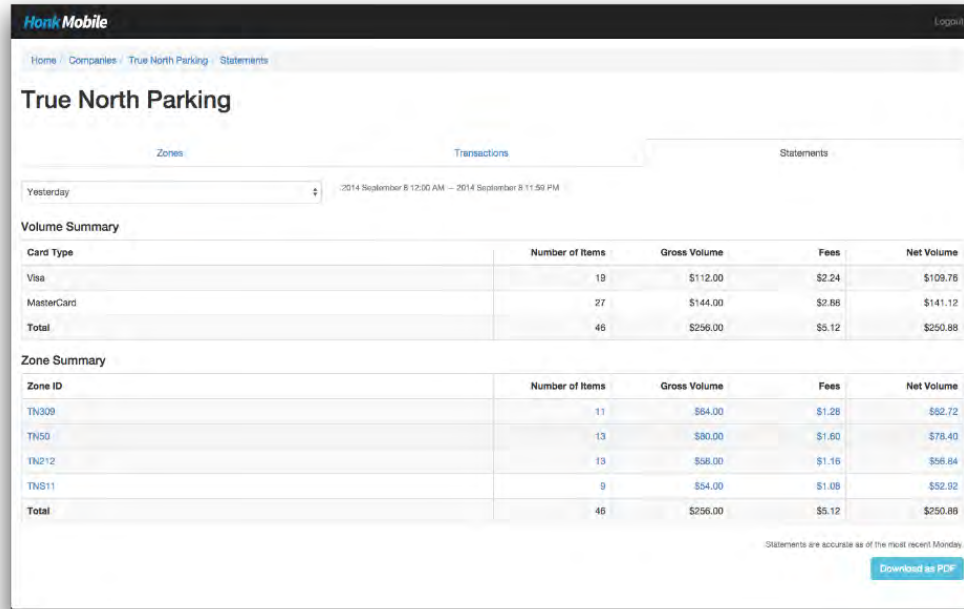 Honk Mobile Logout
Home / Companies / True North Parking / Statements
True North Parking
Zones Transactions Statements
Yesterday 2014 September 8 12:00 AM — 2014 September 8 11:59 PM
Volume Summary
Card Type Number of Items Gross Volume Fees Net Volume
Visa 19 $112.00 $2.24 $109.76
MasterCard 27 $144.00 $2.88 $141.12
Total 46 $256.00 $5.12 $250.88
Zone Summary
Zone ID Number of Items Gross Volume Fees Net Volume
TN309 11 $64.00 $1.28 $62.72
TN50 13 $80.00 $1.60 $78.40
TN212 13 $58.00 $1.16 $56.84
TNS11 9 $54.00 $1.08 $52.92
Total 46 $256.00 $5.12 $250.88
Statements are accurate as of the most recent Monday.
Download as PDF